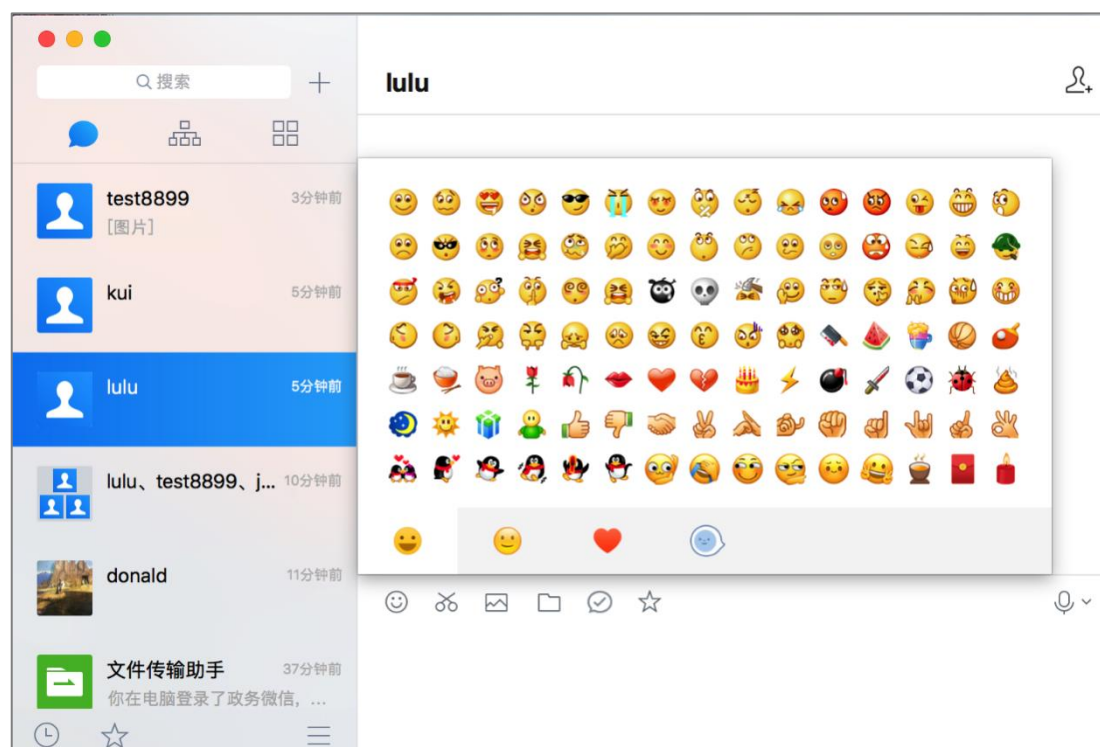 搜索
lulu
test8899
3分钟前
[图片]
kui
5分钟前
lulu
5分钟前
lulu、test8899、j...
10分钟前
donald
11分钟前
文件传输助手
37分钟前
你在电脑登录了政务微信，...